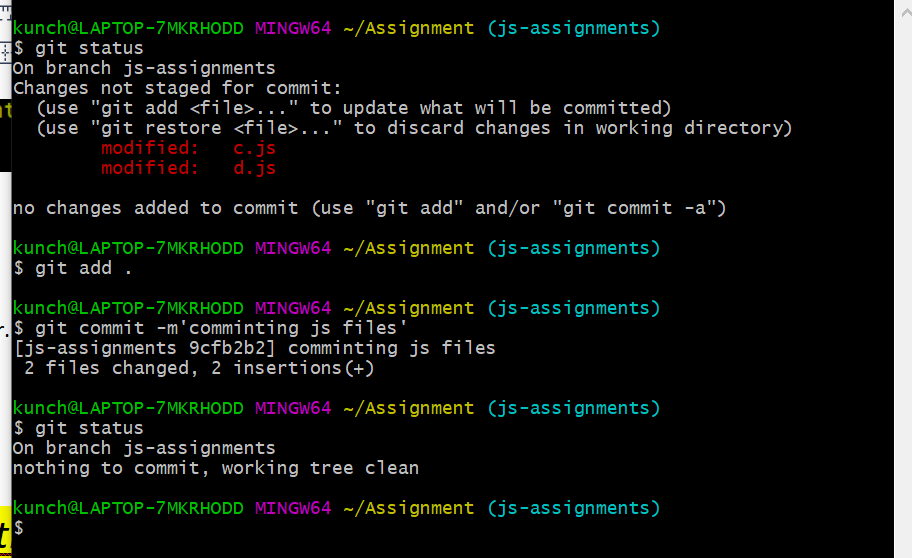 kunch@LAPTOP-7MKRHODD MINGW64 ~/Assignment (js-assignments)
$ git status
On branch js-assignments
Changes not staged for commit:
  (use "git add <file>..." to update what will be committed)
  (use "git restore <file>..." to discard changes in working directory)
        modified:   c.js
        modified:   d.js
no changes added to commit (use "git add" and/or "git commit -a")
kunch@LAPTOP-7MKRHODD MINGW64 ~/Assignment (js-assignments)
$ git add .
kunch@LAPTOP-7MKRHODD MINGW64 ~/Assignment (js-assignments)
$ git commit -m'comminting js files'
[js-assignments 9cfb2b2] comminting js files
 2 files changed, 2 insertions(+)
kunch@LAPTOP-7MKRHODD MINGW64 ~/Assignment (js-assignments)
$ git status
On branch js-assignments
nothing to commit, working tree clean
kunch@LAPTOP-7MKRHODD MINGW64 ~/Assignment (js-assignments)
$